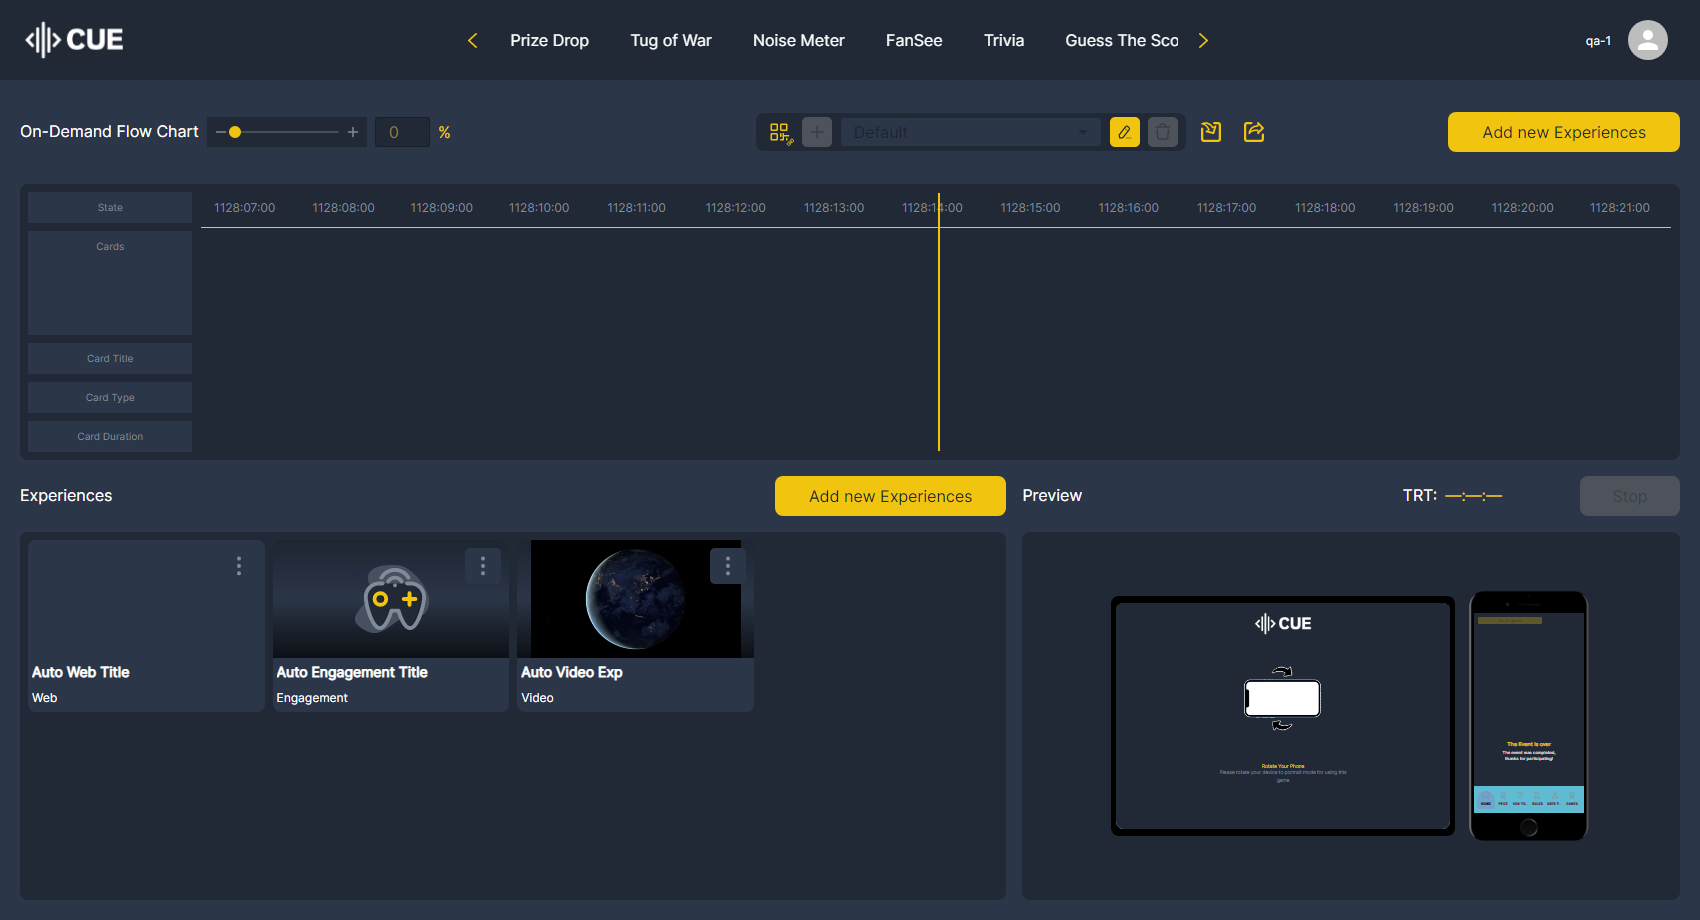 CUE
Prize Drop
Tug of War
Noise Meter
FanSee
Trivia
Guess The Sco
qa-1
On-Demand Flow Chart
0 %
Default
Add new Experiences
State
1128:07:00 1128:08:00 1128:09:00 1128:10:00 1128:11:00 1128:12:00 1128:13:00 1128:14:00 1128:15:00 1128:16:00 1128:17:00 1128:18:00 1128:19:00 1128:20:00 1128:21:00
Cards
Card Title
Card Type
Card Duration
Experiences
Add new Experiences
Preview
TRT: —:—:—
Stop
Auto Web Title
Web
Auto Engagement Title
Engagement
Auto Video Exp
Video
CUE
Rotate Your Phone
Please rotate your device to portrait mode for using this
game
The Event is over
The event was completed,
thanks for participating!
HOME PRIZE RULES GAMES